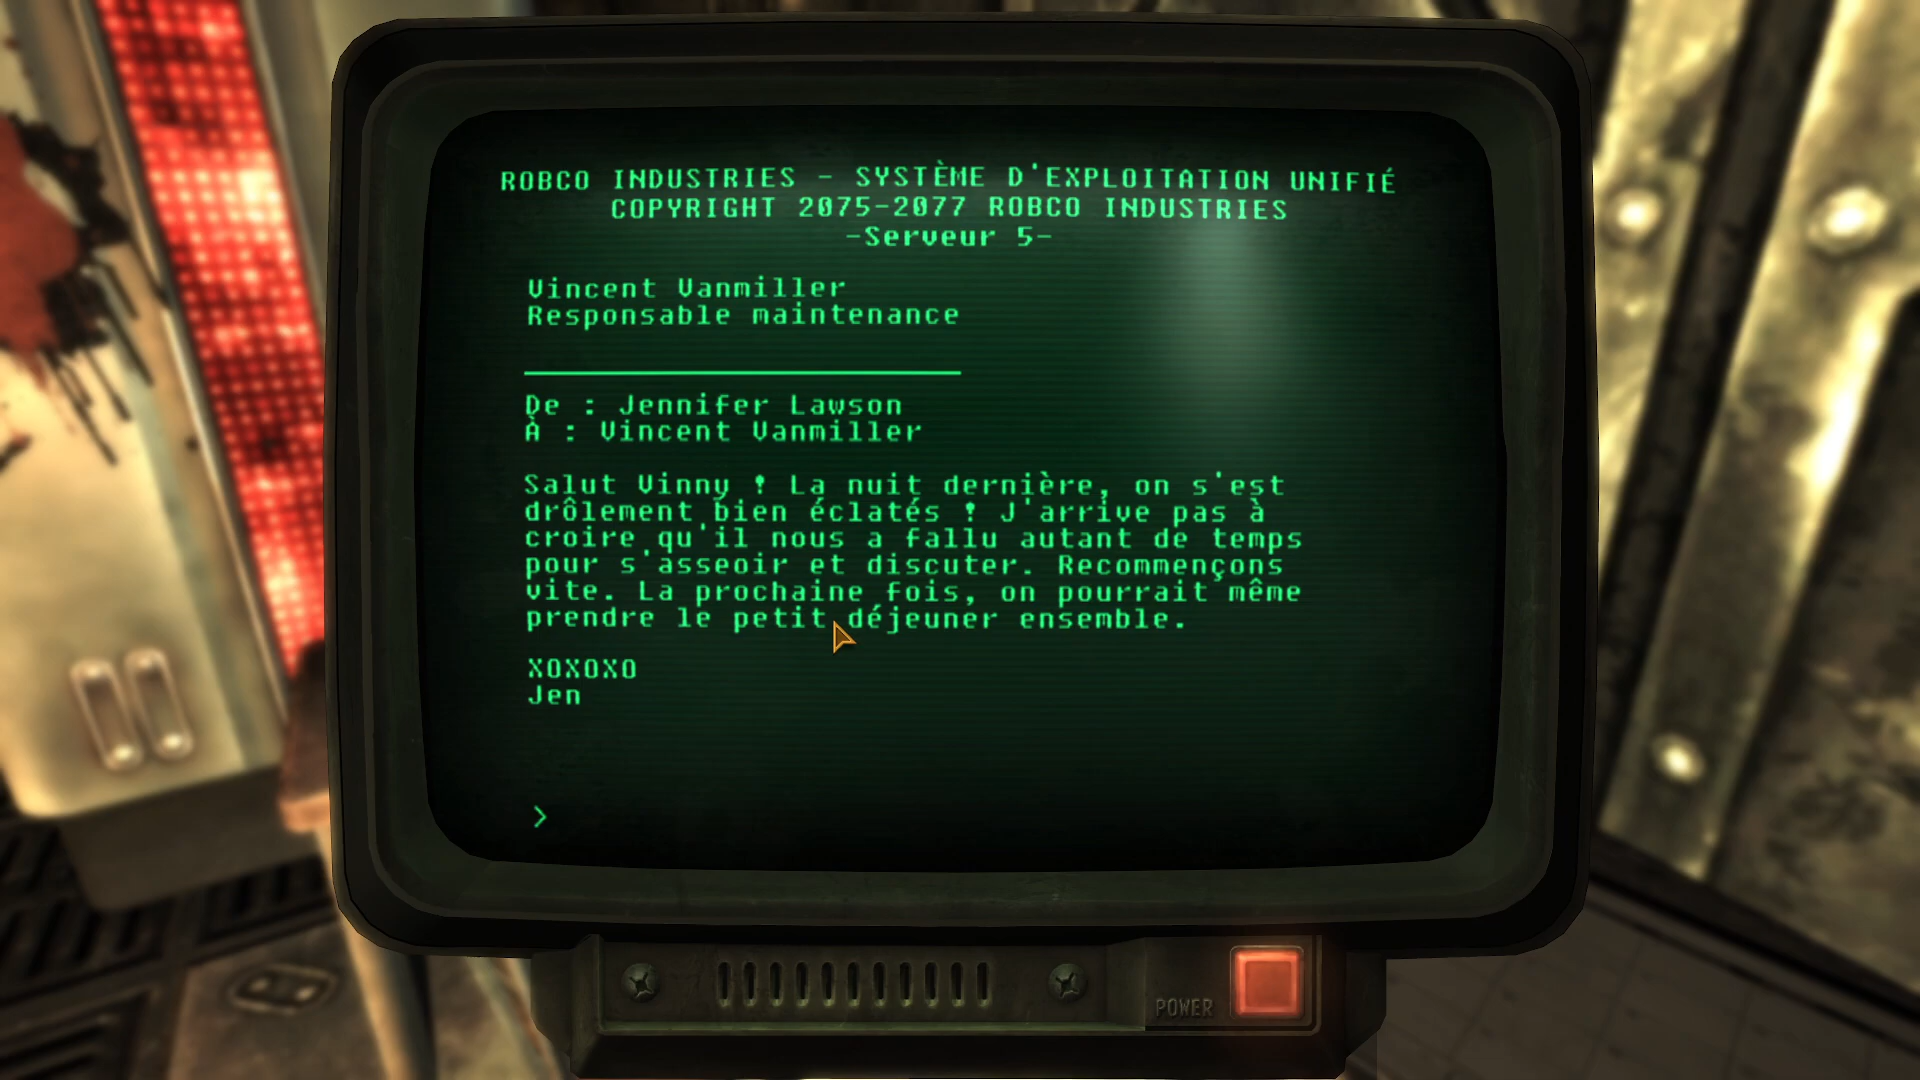 ROBCO INDUSTRIES - SYSTÈME D'EXPLOITATION UNIFIÉ
COPYRIGHT 2075-2077 ROBCO INDUSTRIES
-Serveur 5-
Vincent Vanmiller
Responsable maintenance
De : Jennifer Lawson
À : Vincent Vanmiller
Salut Vinny ! La nuit dernière, on s'est
drôlement bien éclatés ! J'arrive pas à
croire qu'il nous a fallu autant de temps
pour s'asseoir et discuter. Recommençons
vite. La prochaine fois, on pourrait même
prendre le petit déjeuner ensemble.
XOXOXO
Jen
>
POWER